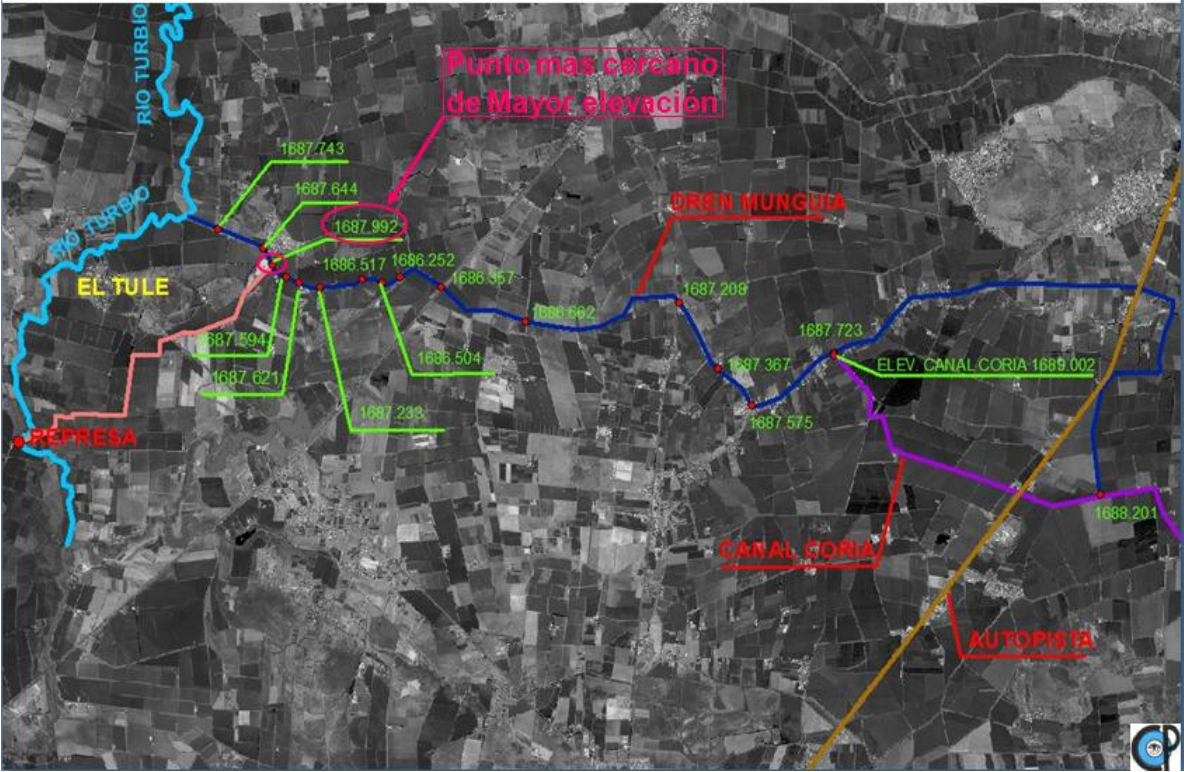 RIO TURBIO
Punto mas cercano
de Mayor elevación
1687.743
1687.644
RIO TURBIO
1687.992
DREN MUNGUIA
EL TULE
1686.517
1686.252
1686.357
1687.209
1686.662
1687.723
1687.594
1686.504
1687.367
ELEV. CANAL CORIA 1689.002
1687.621
1687.233
1687.575
REPRESA
1688.201
CANAL CORIA
AUTOPISTA